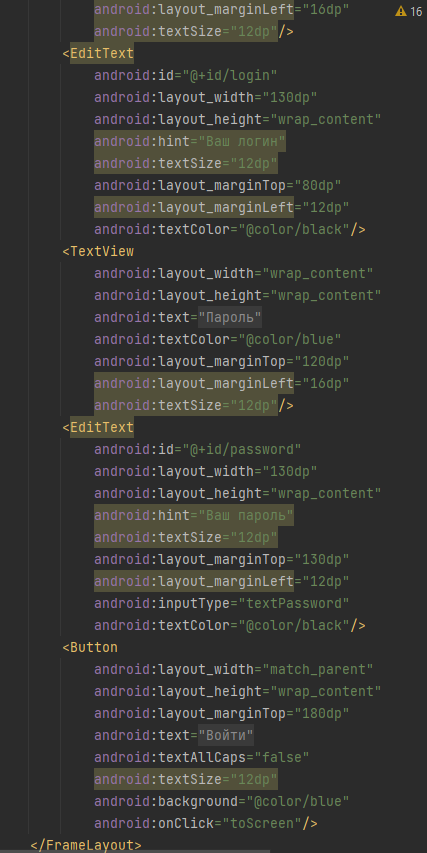 android:layout_marginLeft="16dp"
16
android:textSize="12dp"/>
<EditText
android:id="@+id/login"
android:layout_width="130dp"
android:layout_height="wrap_content"
android:hint="Ваш логин"
android:textSize="12dp"
android:layout_marginTop="80dp"
android:layout_marginLeft="12dp"
android:textColor="@color/black"/>
<TextView
android:layout_width="wrap_content"
android:layout_height="wrap_content"
android:text="Пароль"
android:textColor="@color/blue"
android:layout_marginTop="120dp"
android:layout_marginLeft="16dp"
android:textSize="12dp"/>
<EditText
android:id="@+id/password"
android:layout_width="130dp"
android:layout_height="wrap_content"
android:hint="Ваш пароль"
android:textSize="12dp"
android:layout_marginTop="130dp"
android:layout_marginLeft="12dp"
android:inputType="textPassword"
android:textColor="@color/black"/>
<Button
android:layout_width="match_parent"
android:layout_height="wrap_content"
android:layout_marginTop="180dp"
android:text="Войти"
android:textAllCaps="false"
android:textSize="12dp"
android:background="@color/blue"
android:onClick="toScreen"/>
</FrameLayout>